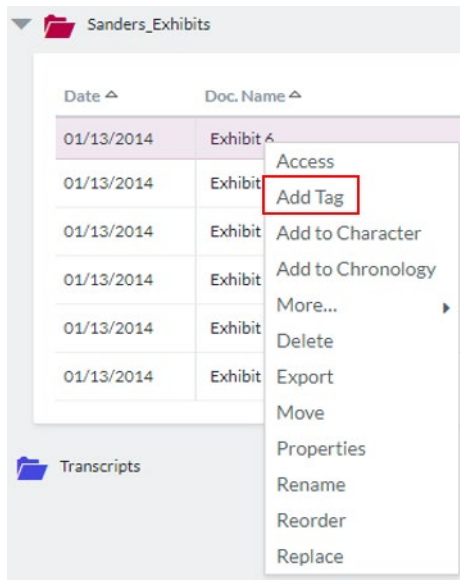 Sanders_Exhibits
Date Doc. Name
01/13/2014 Exhibit 6
Access
01/13/2014 Exhibit
Add Tag
01/13/2014 Exhibit
Add to Character
01/13/2014 Exhibit
Add to Chronology
More...
01/13/2014 Exhibit
Delete
01/13/2014 Exhibit
Export
Move
Properties
Transcripts
Rename
Reorder
Replace